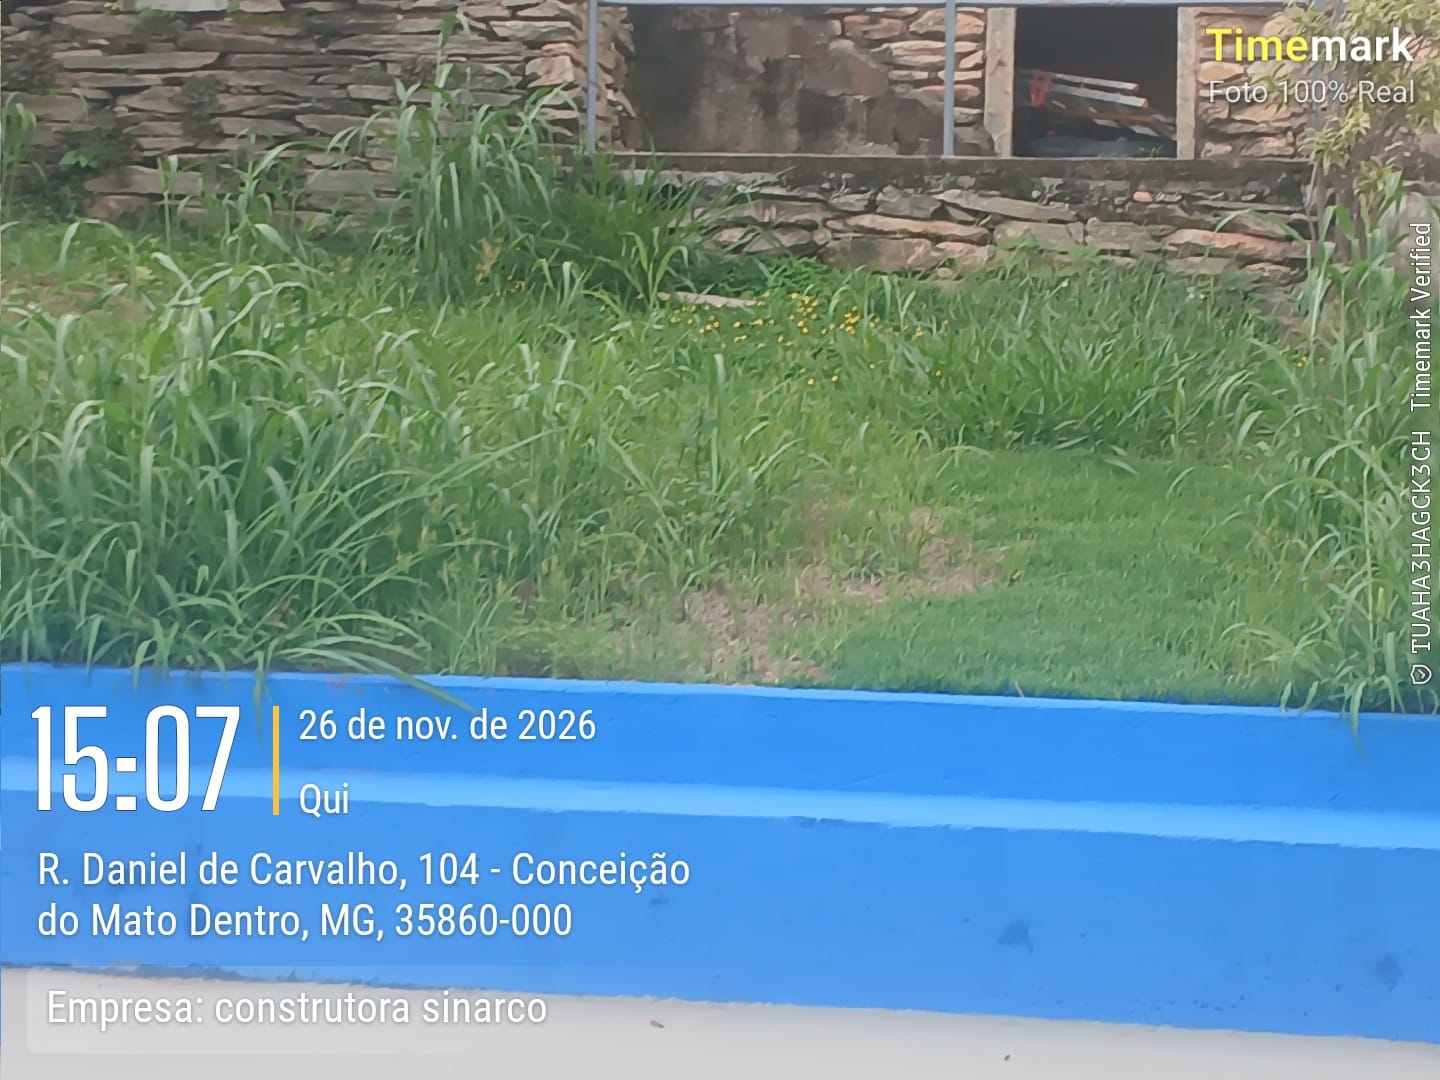 Timemark
Foto 100% Real
TUAHA3HAGCK3CH Timemark Verified
15:07
26 de nov. de 2026
Qui
R. Daniel de Carvalho, 104 - Conceição
do Mato Dentro, MG, 35860-000
Empresa: construtora sinarco